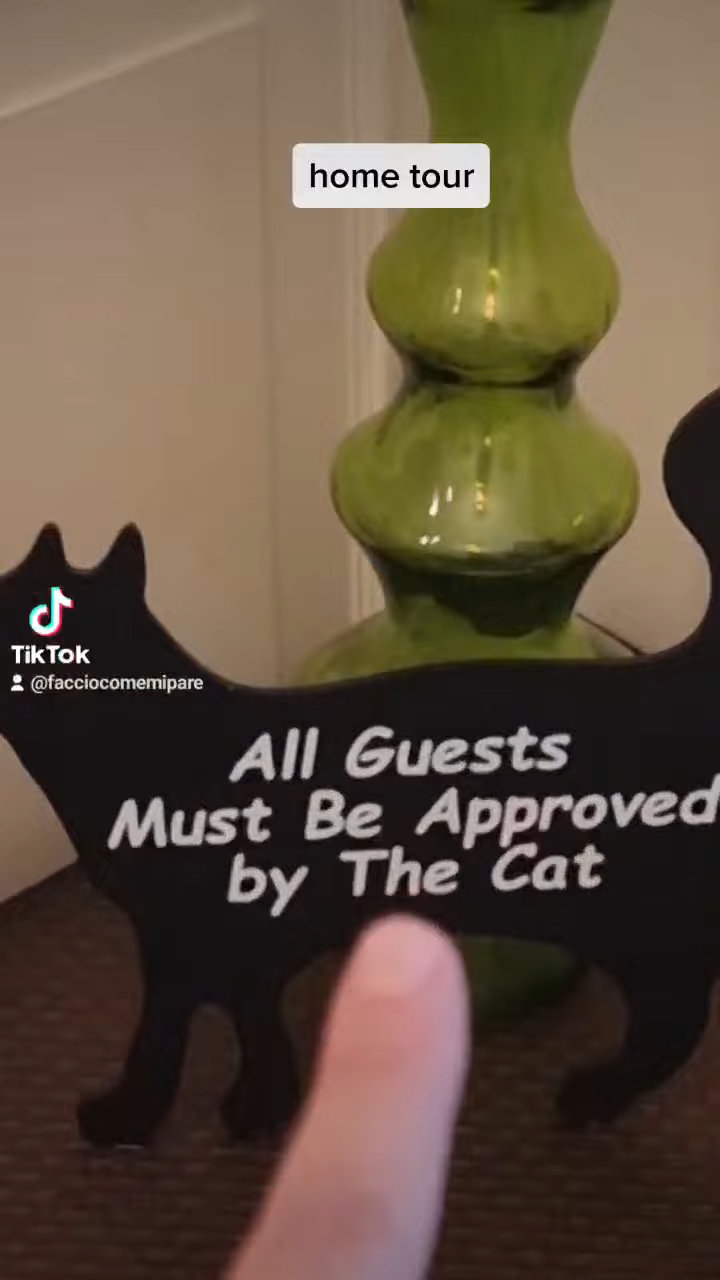 home tour
TikTok
@facciocomemipare
All Guests
Must Be Approved
by The Cat